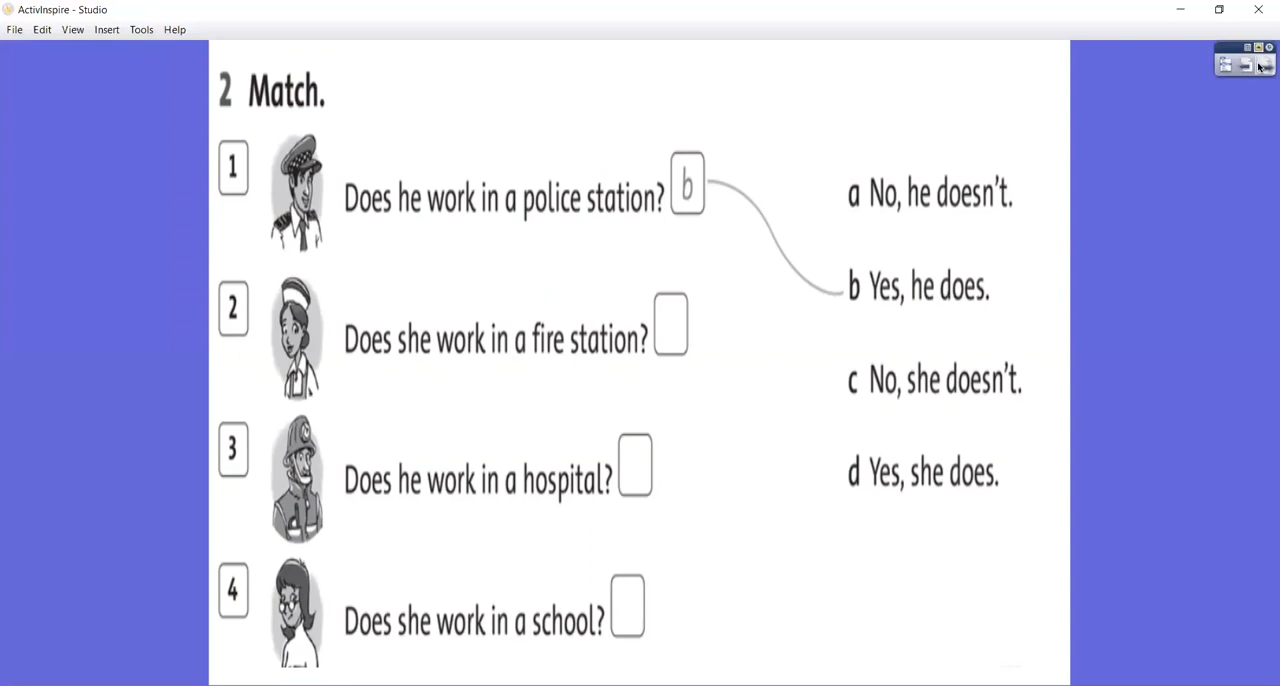 ActivInspire - Studio
File Edit View Insert Tools Help
2 Match.
1 Does he work in a police station? b
2 Does she work in a fire station?
3 Does he work in a hospital?
4 Does she work in a school?
a No, he doesn't.
b Yes, he does.
c No, she doesn't.
d Yes, she does.